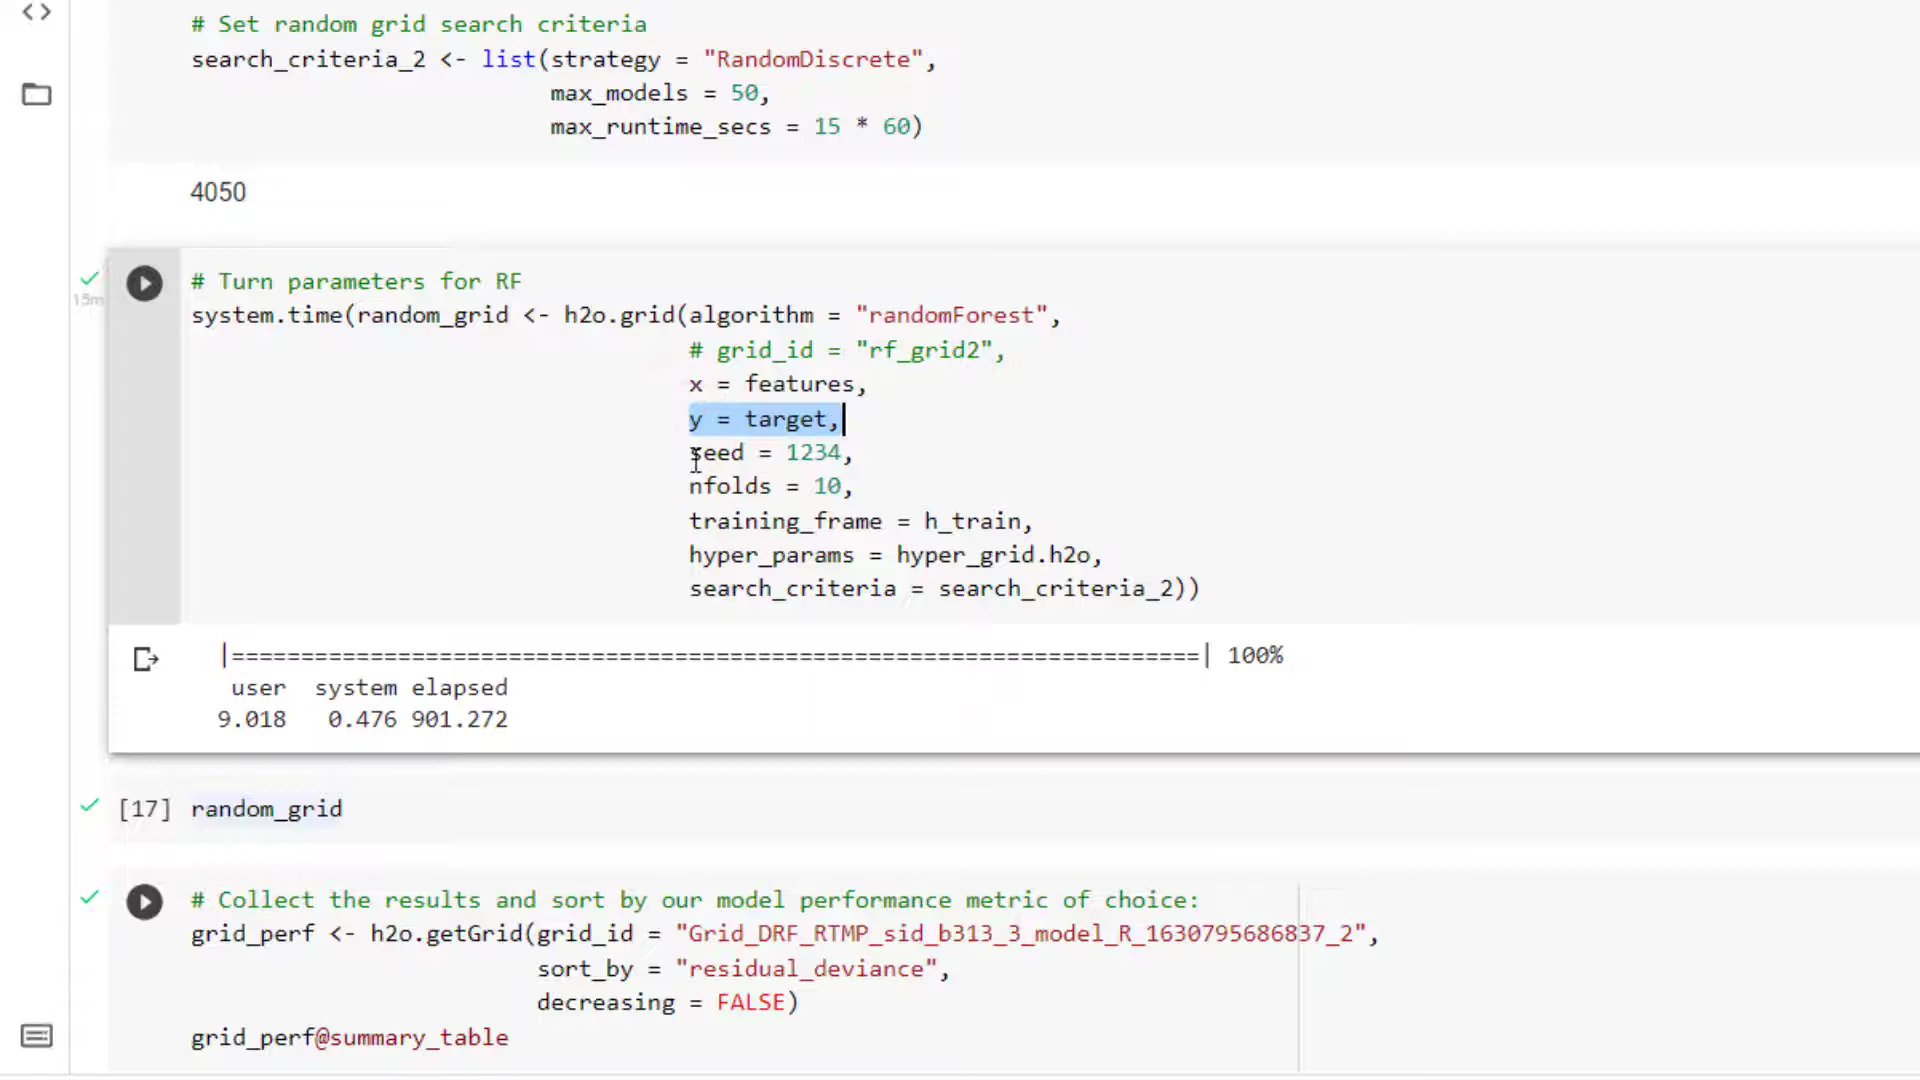 # Set random grid search criteria
search_criteria_2 <- list(strategy = "RandomDiscrete",
max_models = 50,
max_runtime_secs = 15 * 60)
4050
15m
# Turn parameters for RF
system.time(random_grid <- h2o.grid(algorithm = "randomForest",
# grid_id = "rf_grid2",
x = features,
y = target,
seed = 1234,
nfolds = 10,
training_frame = h_train,
hyper_params = hyper_grid.h2o,
search_criteria = search_criteria_2))
|======================================================================| 100%
user system elapsed
9.018 0.476 901.272
[17] random_grid
# Collect the results and sort by our model performance metric of choice:
grid_perf <- h2o.getGrid(grid_id = "Grid_DRF_RTMP_sid_b313_3_model_R_1630795686837_2",
sort_by = "residual_deviance",
decreasing = FALSE)
grid_perf@summary_table